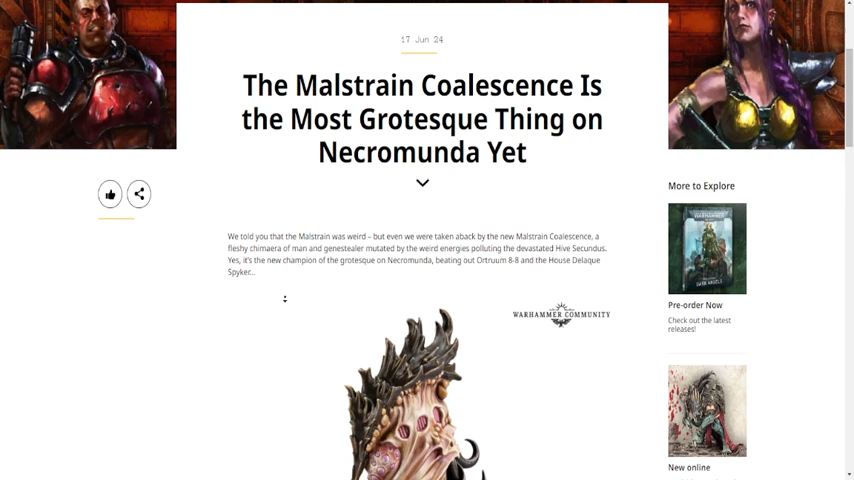 17 Jun 24
The Malstrain Coalescence Is
the Most Grotesque Thing on
Necromunda Yet
More to Explore
We told you that the Malstrain was weird – but even we were taken aback by the new Malstrain Coalescence, a
fleshy chimaera of man and genestealer mutated by the weird energies polluting the devastated Hive Secundus.
Yes, it's the new champion of the grotesque on Necromunda, beating out Ortruum 8-8 and the House Delaque
Spyker...
WARHAMMER COMMUNITY
WARHAMMER
DARK ANGELS
Pre-order Now
Check out the latest
releases!
New online